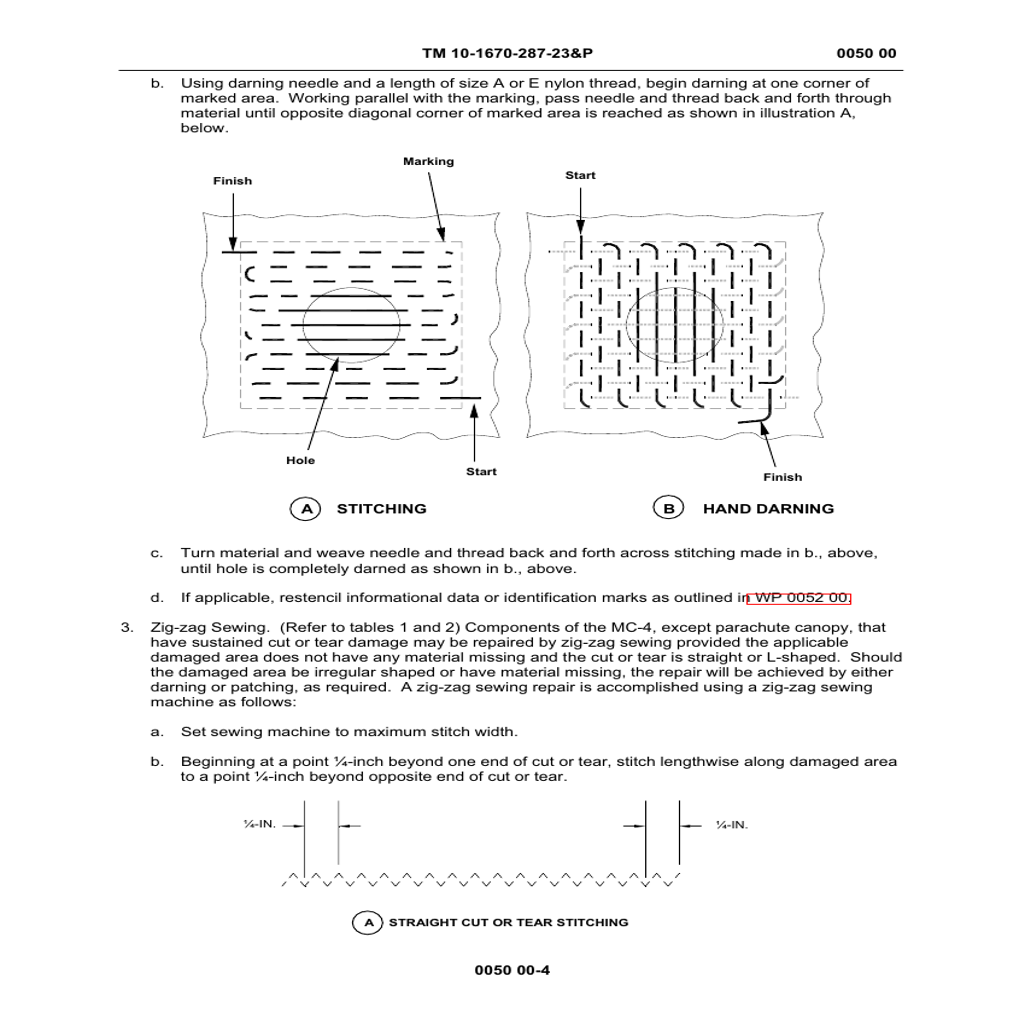 TM 10-1670-287-23&P 0050 00
b. Using darning needle and a length of size A or E nylon thread, begin darning at one corner of
marked area. Working parallel with the marking, pass needle and thread back and forth through
material until opposite diagonal corner of marked area is reached as shown in illustration A,
below.
Marking
Finish
Start
Hole
Start
Finish
A STITCHING
B HAND DARNING
c. Turn material and weave needle and thread back and forth across stitching made in b., above,
until hole is completely darned as shown in b., above.
d. If applicable, restencil informational data or identification marks as outlined in WP 0052 00.
3. Zig-zag Sewing. (Refer to tables 1 and 2) Components of the MC-4, except parachute canopy, that
have sustained cut or tear damage may be repaired by zig-zag sewing provided the applicable
damaged area does not have any material missing and the cut or tear is straight or L-shaped. Should
the damaged area be irregular shaped or have material missing, the repair will be achieved by either
darning or patching, as required. A zig-zag sewing repair is accomplished using a zig-zag sewing
machine as follows:
a. Set sewing machine to maximum stitch width.
b. Beginning at a point ¼-inch beyond one end of cut or tear, stitch lengthwise along damaged area
to a point ¼-inch beyond opposite end of cut or tear.
¼-IN. ¼-IN.
A STRAIGHT CUT OR TEAR STITCHING
0050 00-4